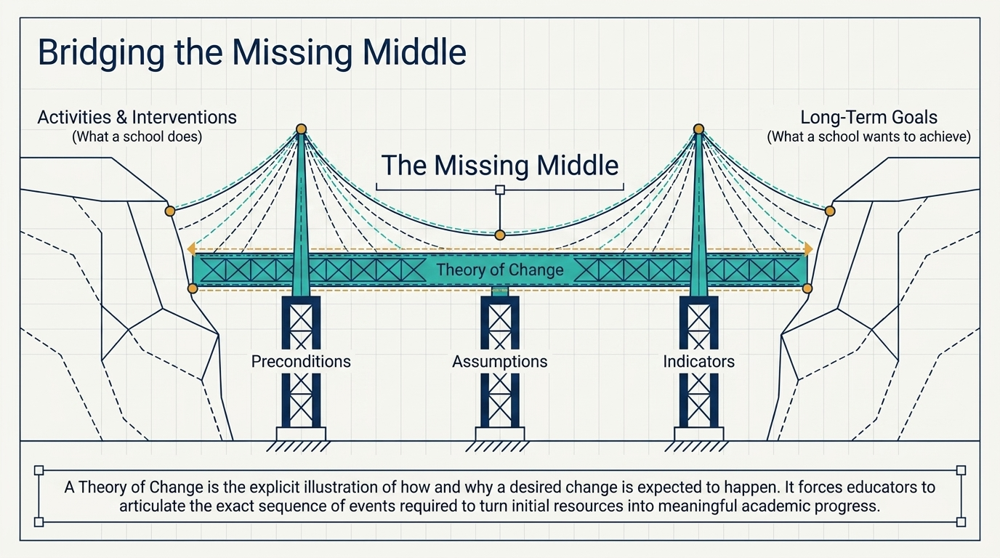 Bridging the Missing Middle
Activities & Interventions
(What a school does)
Long-Term Goals
(What a school wants to achieve)
The Missing Middle
Theory of Change
Preconditions
Assumptions
Indicators
A Theory of Change is the explicit illustration of how and why a desired change is expected to happen. It forces educators to
articulate the exact sequence of events required to turn initial resources into meaningful academic progress.